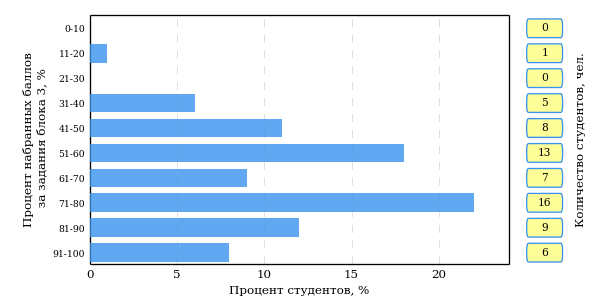 Процент набранных баллов
за задания блока 3, %
0-10 0
11-20 1
21-30 0
31-40 5
41-50 8
51-60 13
61-70 7
71-80 16
81-90 9
91-100 6
0 5 10 15 20
Процент студентов, %
Количество студентов, чел.